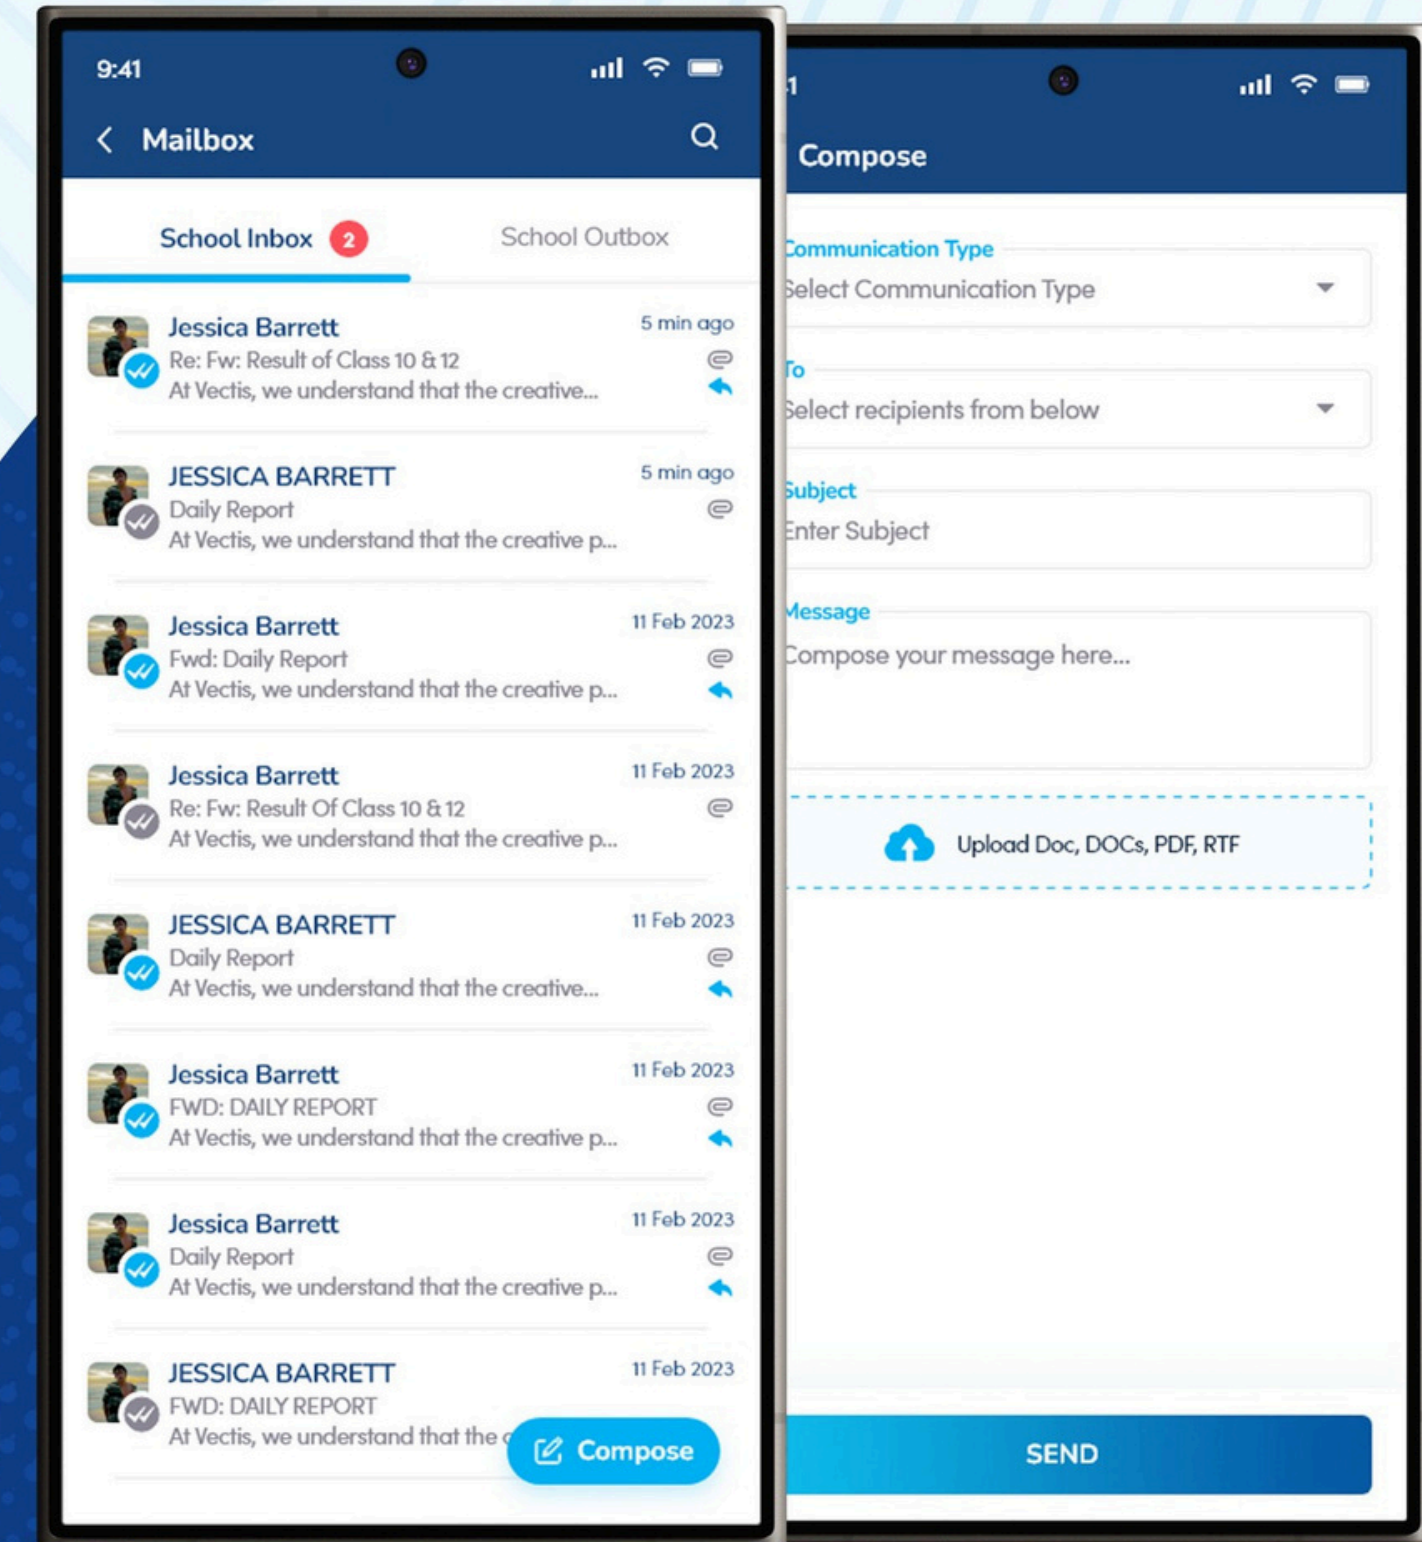 9:41
Mailbox
School Inbox 2
School Outbox
Jessica Barrett
5 min ago
Re: Fw: Result of Class 10 & 12
At Vectis, we understand that the creative...
JESSICA BARRETT
5 min ago
Daily Report
At Vectis, we understand that the creative p...
Jessica Barrett
11 Feb 2023
Fwd: Daily Report
At Vectis, we understand that the creative p...
Jessica Barrett
11 Feb 2023
Re: Fw: Result Of Class 10 & 12
At Vectis, we understand that the creative p...
JESSICA BARRETT
11 Feb 2023
Daily Report
At Vectis, we understand that the creative...
Jessica Barrett
11 Feb 2023
FWD: DAILY REPORT
At Vectis, we understand that the creative p...
Jessica Barrett
11 Feb 2023
Daily Report
At Vectis, we understand that the creative p...
JESSICA BARRETT
11 Feb 2023
FWD: DAILY REPORT
At Vectis, we understand that the
Compose
Compose
Communication Type
Select Communication Type
To
Select recipients from below
Subject
Enter Subject
Message
Compose your message here...
Upload Doc, DOCs, PDF, RTF
SEND